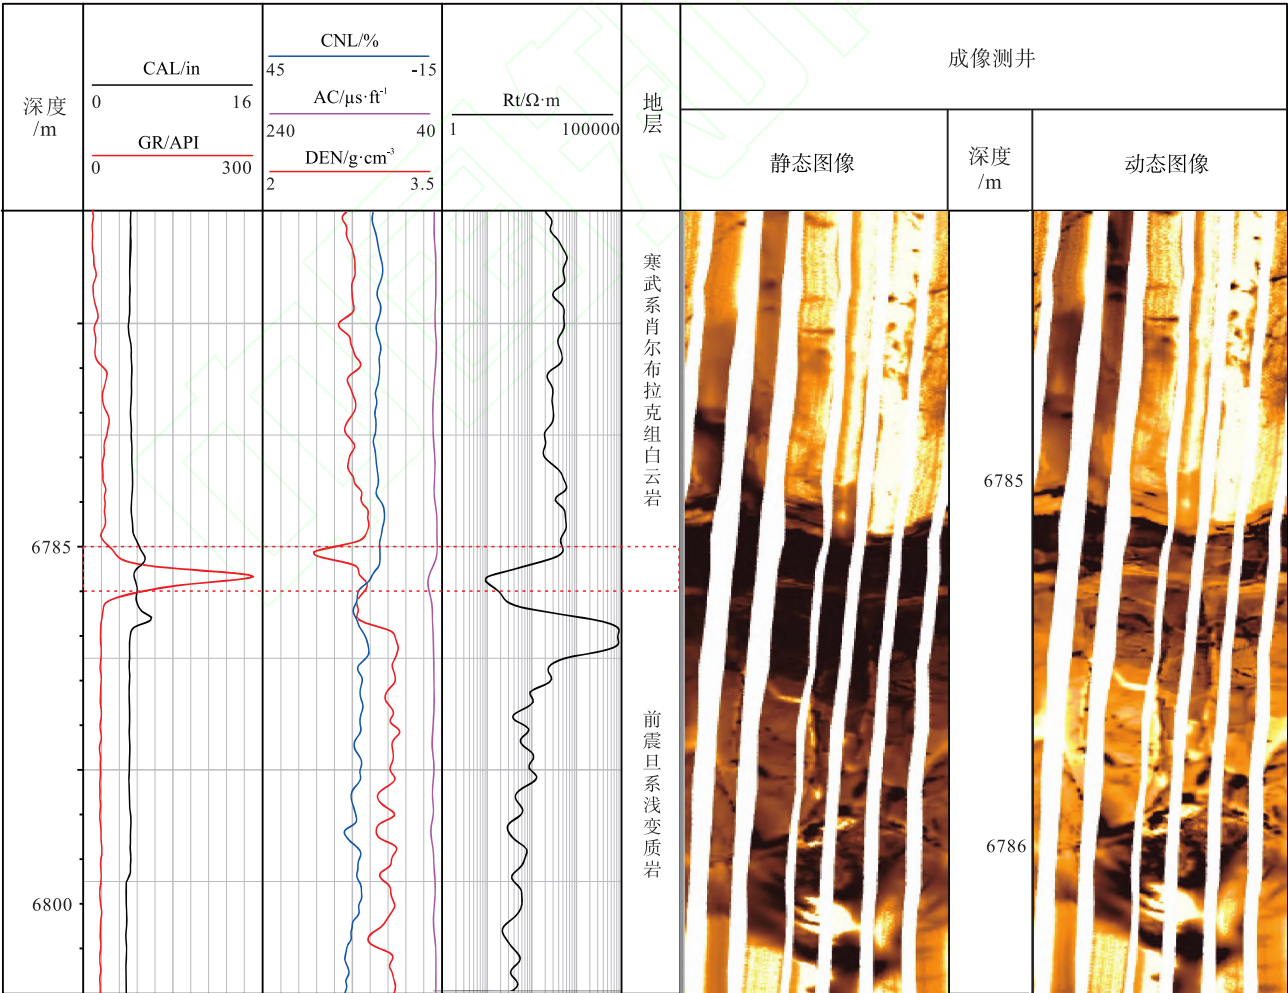 深度
/m
CAL/in
0 16
GR/API
0 300
CNL/%
45 -15
AC/μs·ft⁻¹
240 40
DEN/g·cm⁻³
2 3.5
Rt/Ω·m
1 100000
地层
成像测井
静态图像
深度
/m
动态图像
6785
6800
寒武系肖尔布拉克组白云岩
前震旦系浅变质岩
6785
6786